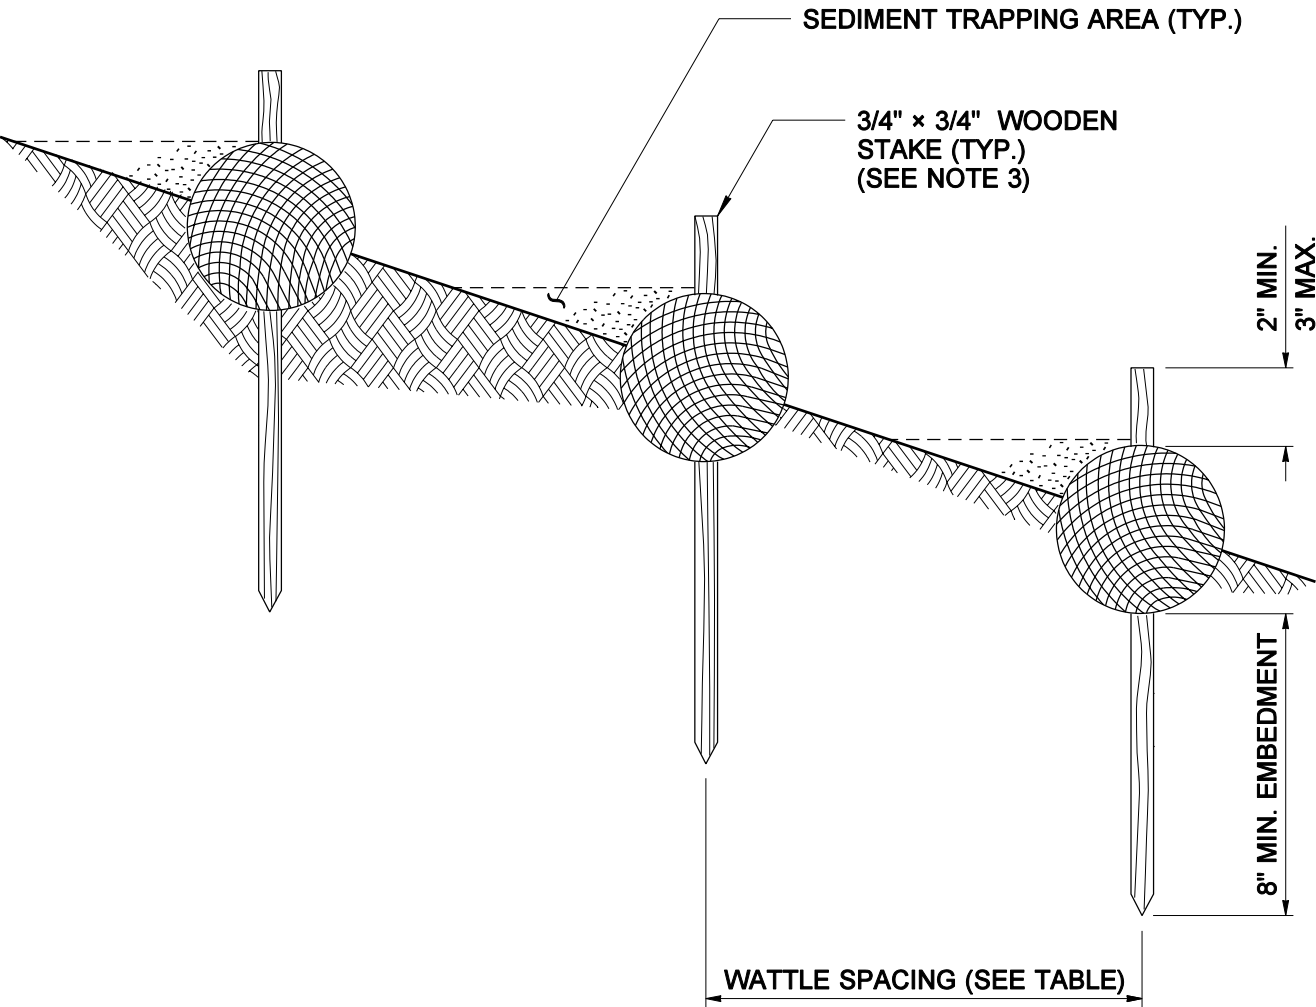 SEDIMENT TRAPPING AREA (TYP.)
3/4" × 3/4" WOODEN
STAKE (TYP.)
(SEE NOTE 3)
2" MIN.
3" MAX.
8" MIN. EMBEDMENT
WATTLE SPACING (SEE TABLE)